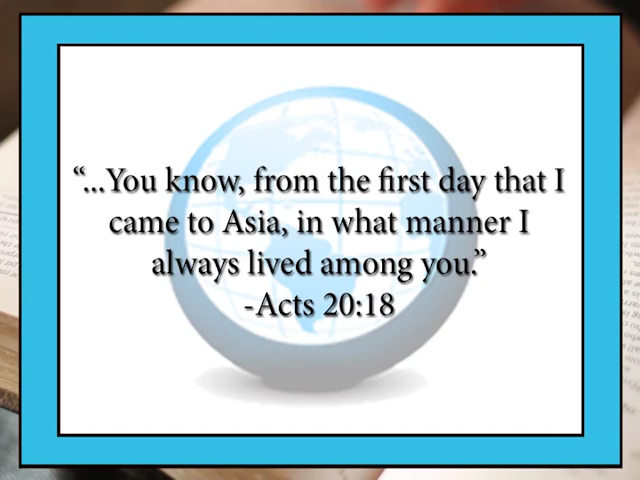 “...You know, from the first day that I
came to Asia, in what manner I
always lived among you.”
-Acts 20:18